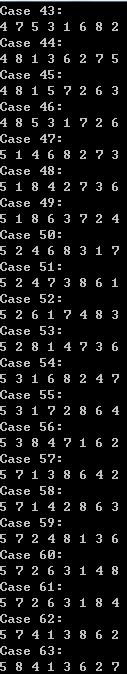 Case 43:
4 7 5 3 1 6 8 2
Case 44:
4 8 1 3 6 2 7 5
Case 45:
4 8 1 5 7 2 6 3
Case 46:
4 8 5 3 1 7 2 6
Case 47:
5 1 4 6 8 2 7 3
Case 48:
5 1 8 4 2 7 3 6
Case 49:
5 1 8 6 3 7 2 4
Case 50:
5 2 4 6 8 3 1 7
Case 51:
5 2 4 7 3 8 6 1
Case 52:
5 2 6 1 7 4 8 3
Case 53:
5 2 8 1 4 7 3 6
Case 54:
5 3 1 6 8 2 4 7
Case 55:
5 3 1 7 2 8 6 4
Case 56:
5 3 8 4 7 1 6 2
Case 57:
5 7 1 3 8 6 4 2
Case 58:
5 7 1 4 2 8 6 3
Case 59:
5 7 2 4 8 1 3 6
Case 60:
5 7 2 6 3 1 4 8
Case 61:
5 7 2 6 3 1 8 4
Case 62:
5 7 4 1 3 8 6 2
Case 63:
5 8 4 1 3 6 2 7